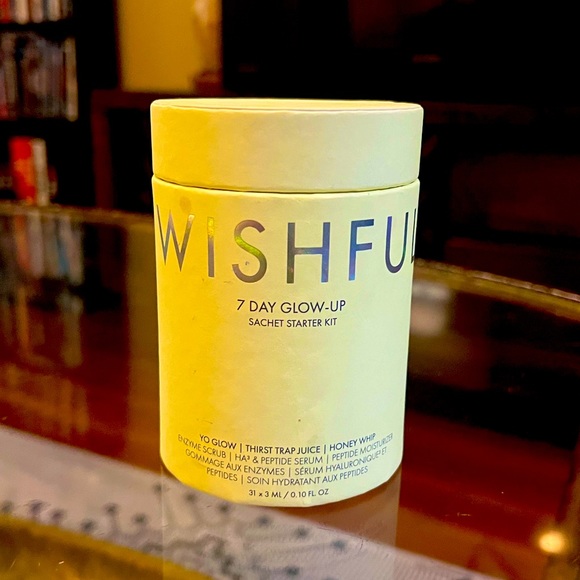 WISHFUL
7 DAY GLOW-UP
SACHET STARTER KIT
YO GLOW | THIRST TRAP JUICE | HONEY WHIP
ENZYME SCRUB | HA³ & PEPTIDE SERUM | PEPTIDE MOISTURIZER
GOMMAGE AUX ENZYMES | SÉRUM HYALURONIQUE³ ET
PEPTIDES | SOIN HYDRATANT AUX PEPTIDES
31 x 3 ML / 0.10 FL. OZ